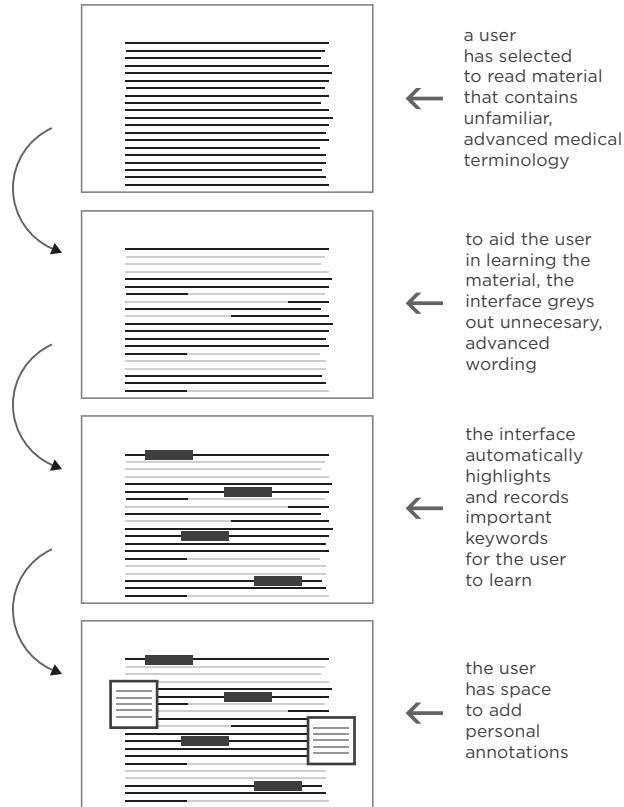 a user
has selected
to read material
that contains
unfamiliar,
advanced medical
terminology
to aid the user
in learning the
material, the
interface greys
out unnecesary,
advanced
wording
the interface
automatically
highlights
and records
important
keywords
for the user
to learn
the user
has space
to add
personal
annotations